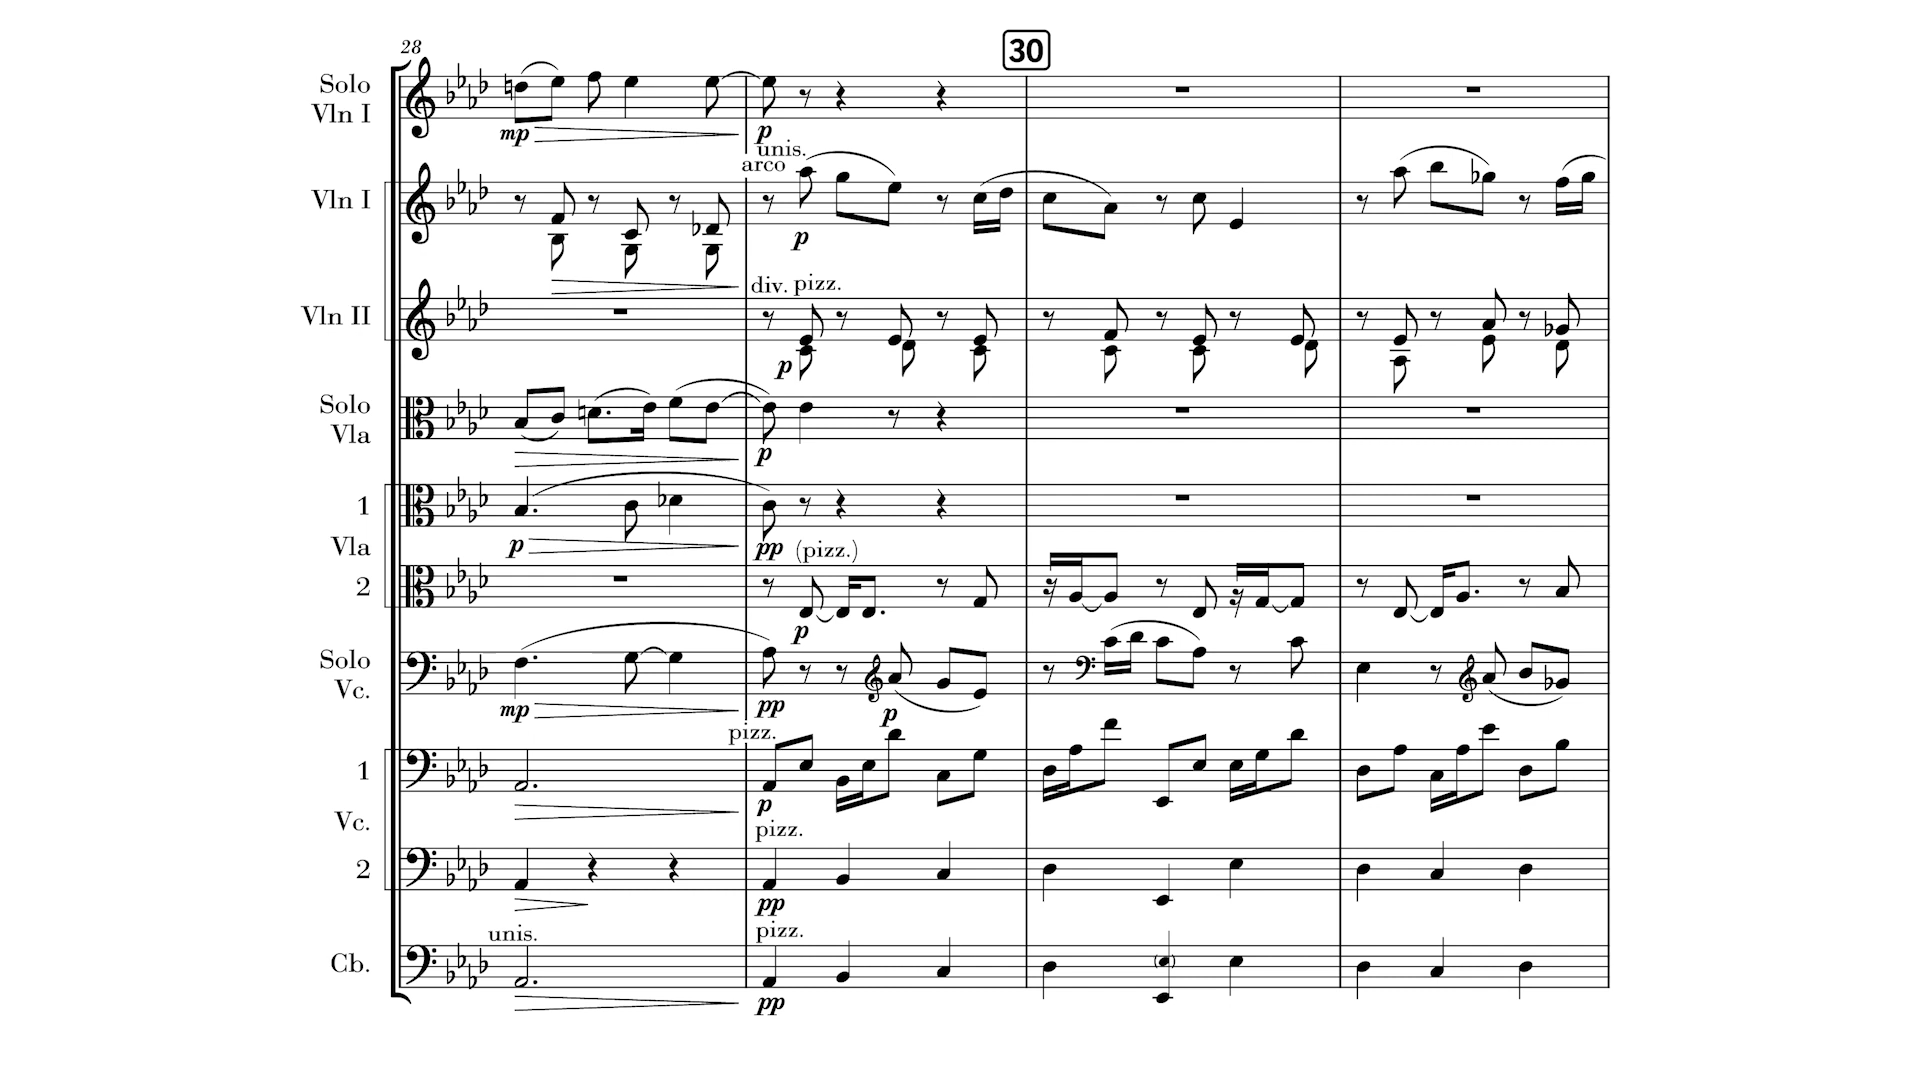 28
30
Solo
Vln I
mp
p
unis.
arco
Vln I
p
div. pizz.
Vln II
p
Solo
Vla
p
1
p
pp
(pizz.)
Vla
2
p
Solo
Vc.
mp
pp
p
pizz.
1
p
Vc.
pizz.
2
pp
unis.
pizz.
Cb.
pp